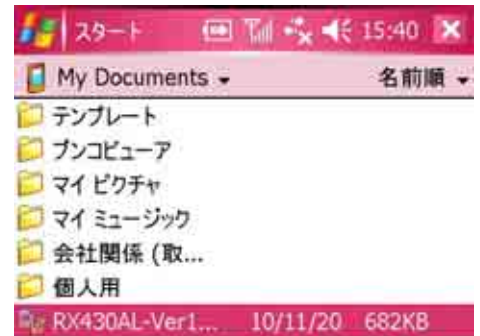 スタート 15:40
My Documents 名前順
テンプレート
ブンコビューア
マイ ピクチャ
マイ ミュージック
会社関係 (取...
個人用
RX430AL-Ver1... 10/11/20 682KB